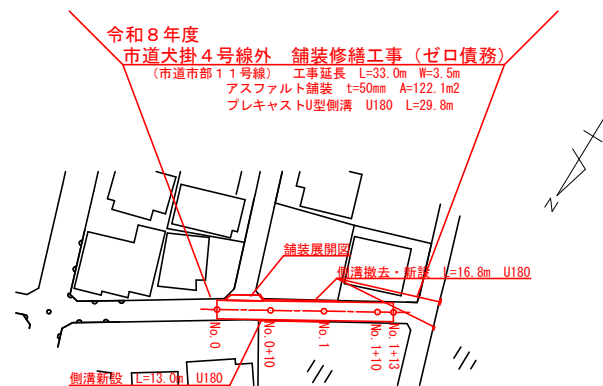 令和８年度
市道犬掛４号線外　舗装修繕工事（ゼロ債務）
（市道市部１１号線）　工事延長　L=33.0m　W=3.5m
アスファルト舗装　t=50mm　A=122.1m2
プレキャストU型側溝　U180　L=29.8m
N
舗装展開図
側溝撤去・新設　L=16.8m　U180
No.0
No.0+10
No.1
No.1+10
No.1+13
側溝新設　L=13.0m　U180